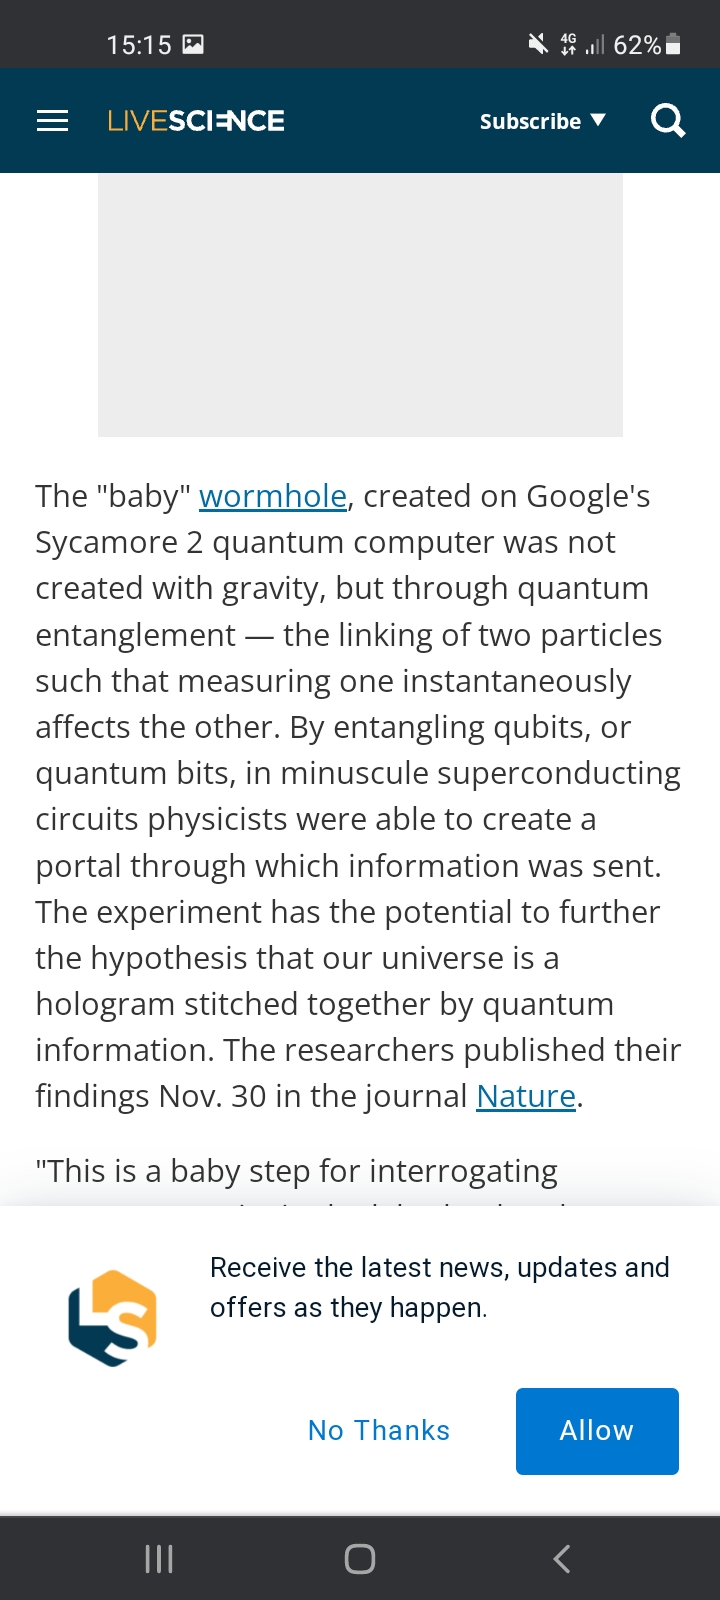 15:15
4G
62%
LIVESCIENCE
Subscribe ▼
The "baby" wormhole, created on Google's
Sycamore 2 quantum computer was not
created with gravity, but through quantum
entanglement — the linking of two particles
such that measuring one instantaneously
affects the other. By entangling qubits, or
quantum bits, in minuscule superconducting
circuits physicists were able to create a
portal through which information was sent.
The experiment has the potential to further
the hypothesis that our universe is a
hologram stitched together by quantum
information. The researchers published their
findings Nov. 30 in the journal Nature.
"This is a baby step for interrogating
LS
Receive the latest news, updates and
offers as they happen.
No Thanks
Allow